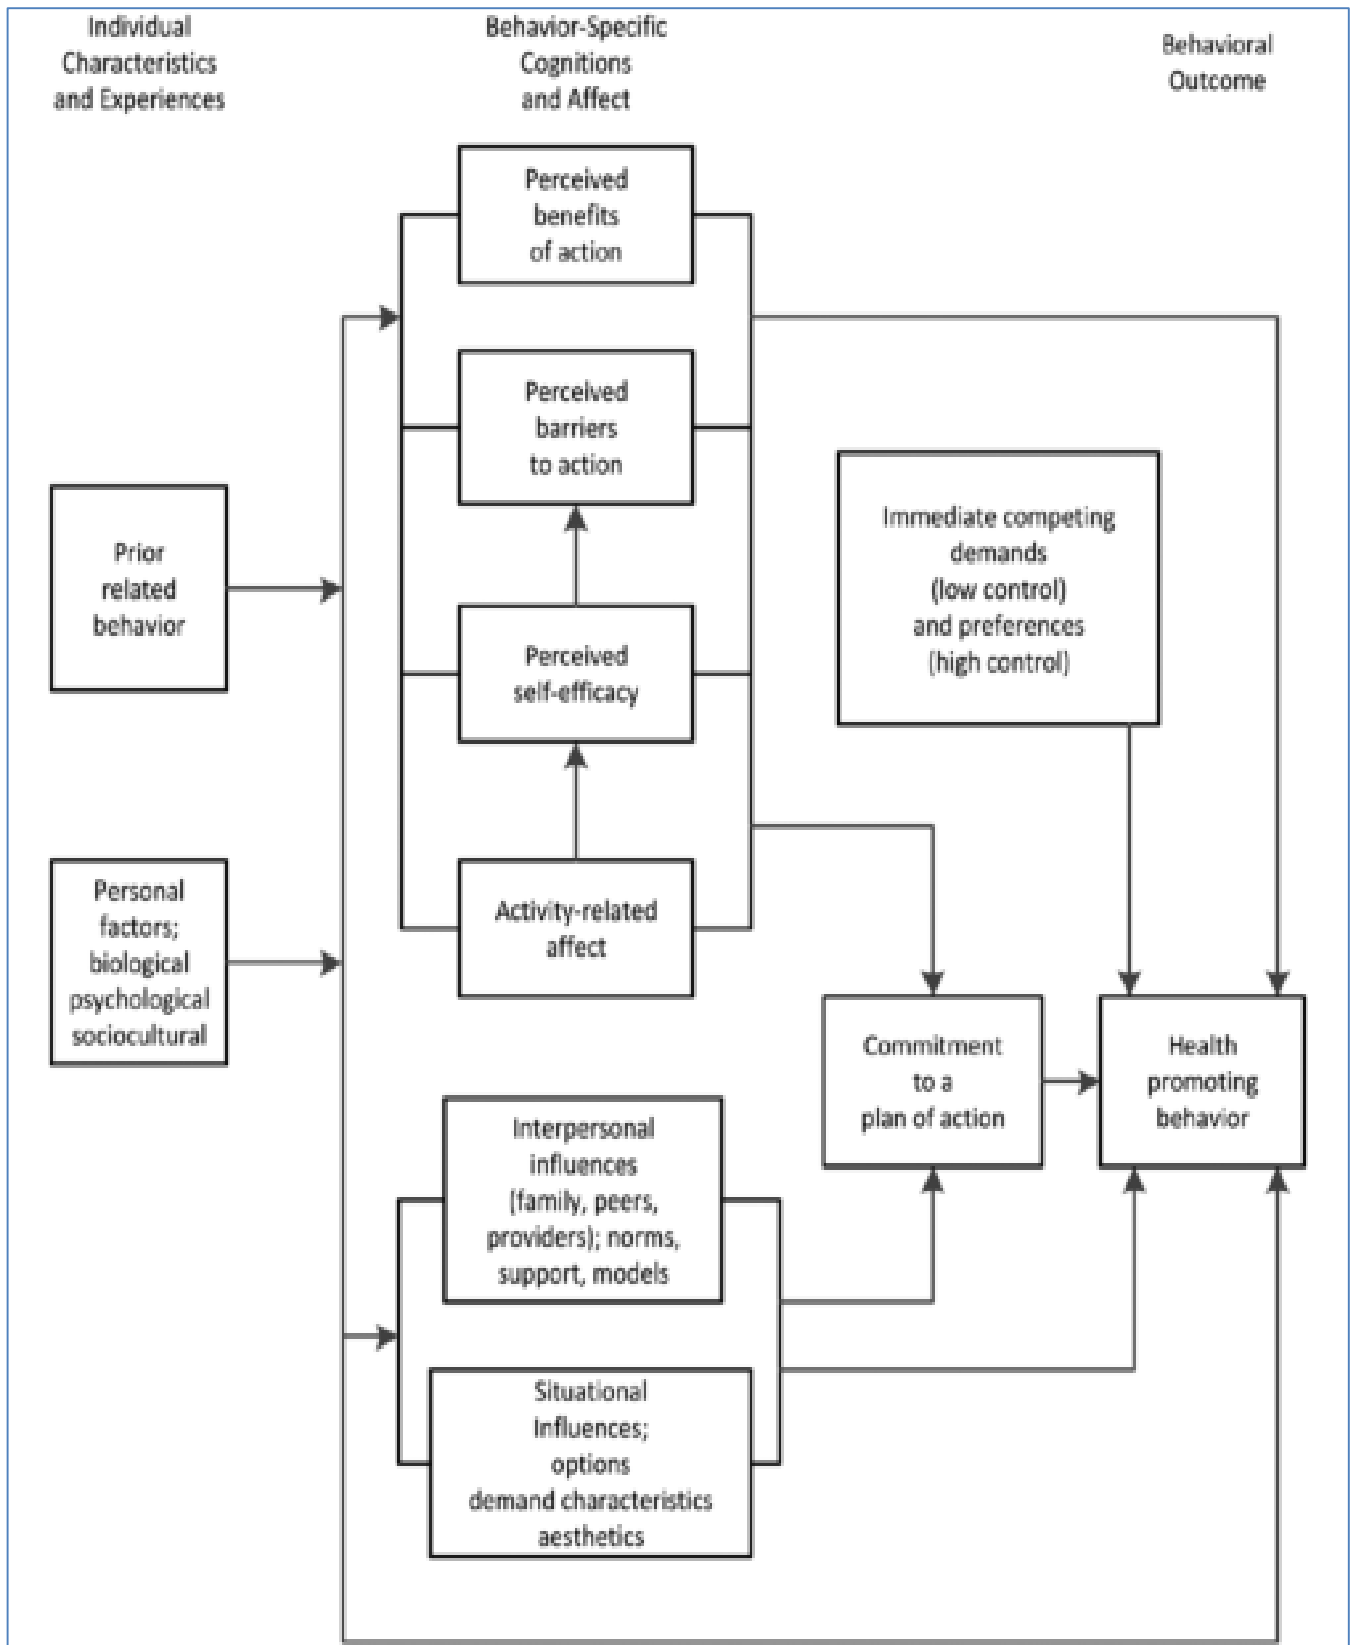 Individual
Characteristics
and Experiences
Behavior-Specific
Cognitions
and Affect
Behavioral
Outcome
Perceived
benefits
of action
Perceived
barriers
to action
Prior
related
behavior
Immediate competing
demands
(low control)
and preferences
(high control)
Perceived
self-efficacy
Personal
factors;
biological
psychological
sociocultural
Activity-related
affect
Commitment
to a
plan of action
Health
promoting
behavior
Interpersonal
influences
(family, peers,
providers); norms,
support, models
Situational
Influences;
options
demand characteristics
aesthetics